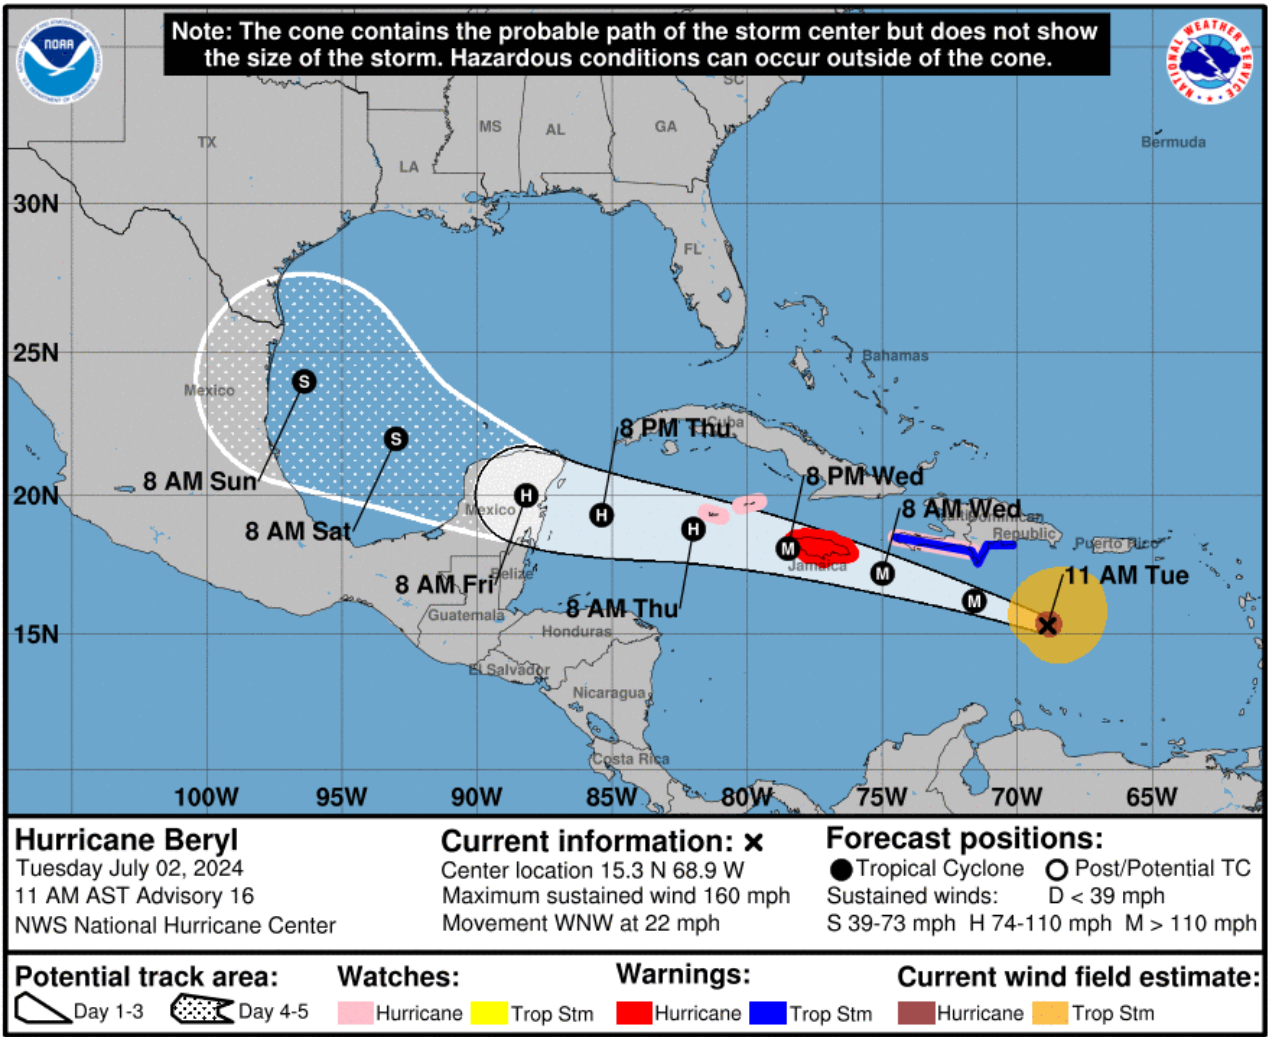 Note: The cone contains the probable path of the storm center but does not show
the size of the storm. Hazardous conditions can occur outside of the cone.
NOAA
NATIONAL WEATHER SERVICE
SC
MS
AL
GA
TX
LA
Bermuda
30N
FL
25N
Bahamas
Mexico
S
S
8 PM Thu
Cuba
8 AM Sun
8 PM Wed
20N
H
Mexico
H
8 AM Wed
H
Dominican
Republic
8 AM Sat
Puerto Rico
M
Jamaica
M
8 AM Fri
Belize
11 AM Tue
M
8 AM Thu
Guatemala
15N
Honduras
El Salvador
Nicaragua
Costa Rica
100W 95W 90W 85W 80W 75W 70W 65W
Hurricane Beryl
Tuesday July 02, 2024
11 AM AST Advisory 16
NWS National Hurricane Center
Current information: x
Center location 15.3 N 68.9 W
Maximum sustained wind 160 mph
Movement WNW at 22 mph
Forecast positions:
Tropical Cyclone Post/Potential TC
Sustained winds: D < 39 mph
S 39-73 mph H 74-110 mph M > 110 mph
Potential track area:
Day 1-3 Day 4-5
Watches:
Hurricane Trop Stm
Warnings:
Hurricane Trop Stm
Current wind field estimate:
Hurricane Trop Stm